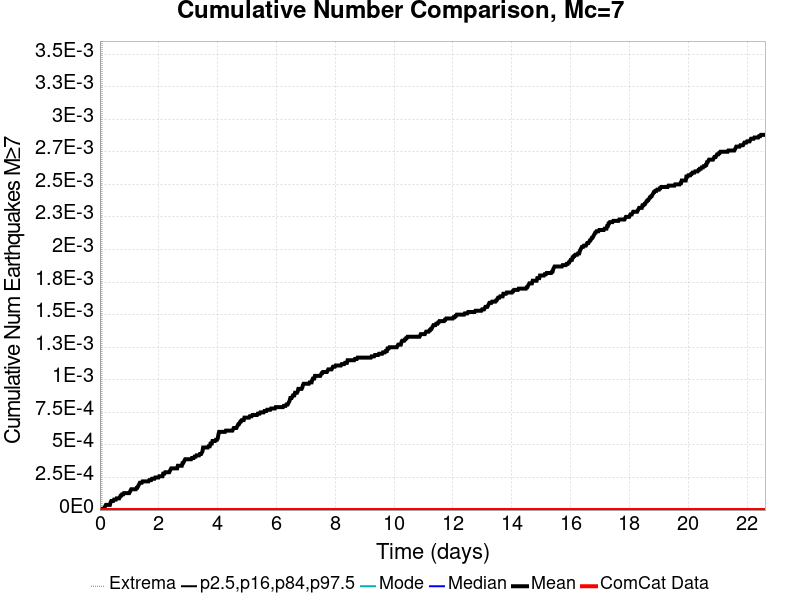 Cumulative Number Comparison, Mc=7
Cumulative Num Earthquakes M≥7
3.5E-3
3.3E-3
3E-3
2.7E-3
2.5E-3
2.3E-3
2E-3
1.8E-3
1.5E-3
1.3E-3
1E-3
7.5E-4
5E-4
2.5E-4
0E0
0 2 4 6 8 10 12 14 16 18 20 22
Time (days)
Extrema p2.5,p16,p84,p97.5 Mode Median Mean ComCat Data